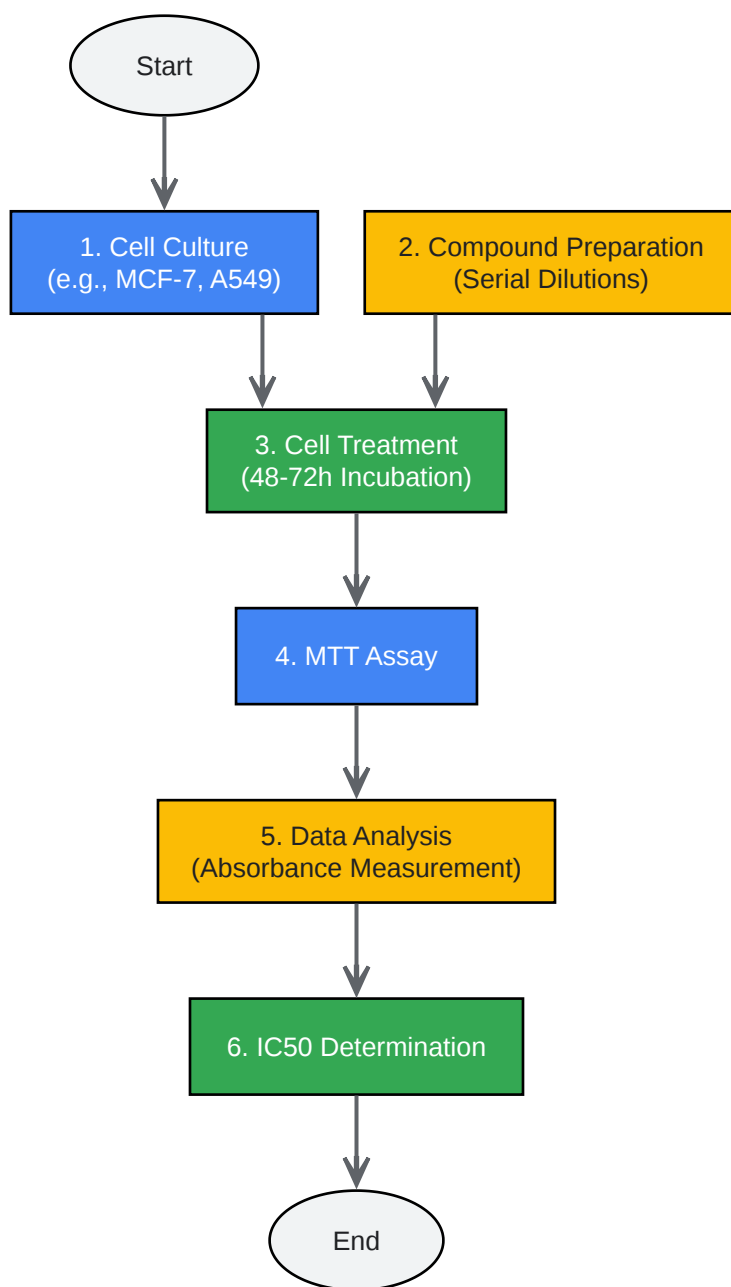 Start
1. Cell Culture
(e.g., MCF-7, A549)
2. Compound Preparation
(Serial Dilutions)
3. Cell Treatment
(48-72h Incubation)
4. MTT Assay
5. Data Analysis
(Absorbance Measurement)
6. IC50 Determination
End